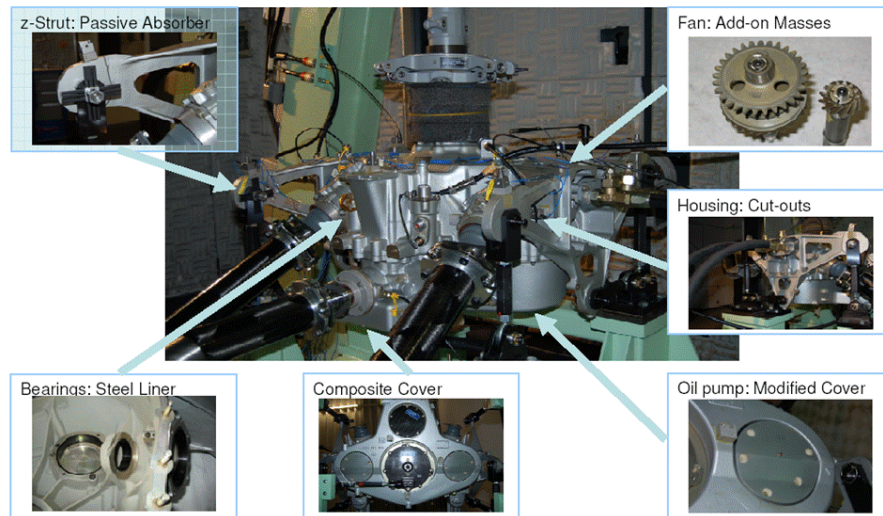 z-Strut: Passive Absorber
Fan: Add-on Masses
Housing: Cut-outs
Bearings: Steel Liner
Composite Cover
Oil pump: Modified Cover